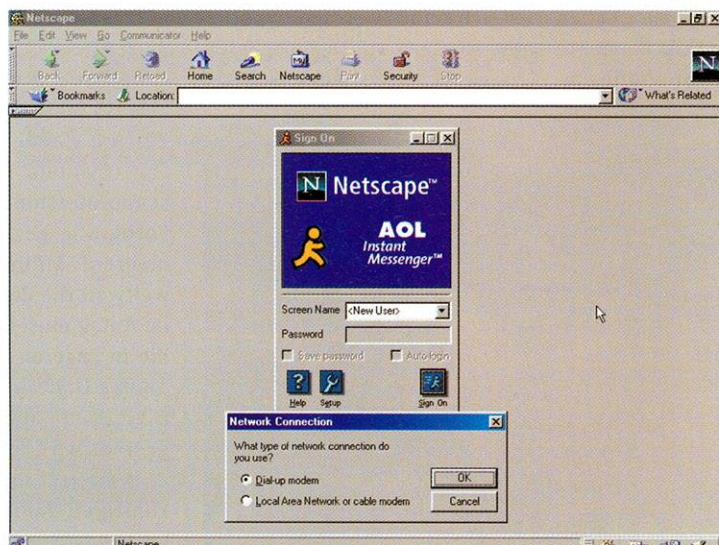 Netscape
File Edit View Go Communicator Help
Back Forward Reload Home Search Netscape Print Security Stop
Bookmarks Location: What's Related
Sign On
N Netscape™
AOL
Instant
Messenger™
Screen Name <New User>
Password
Save password Auto-login
Help Setup Sign On
Network Connection
What type of network connection do
you use?
Dial-up modem OK
Local Area Network or cable modem Cancel
Netscape